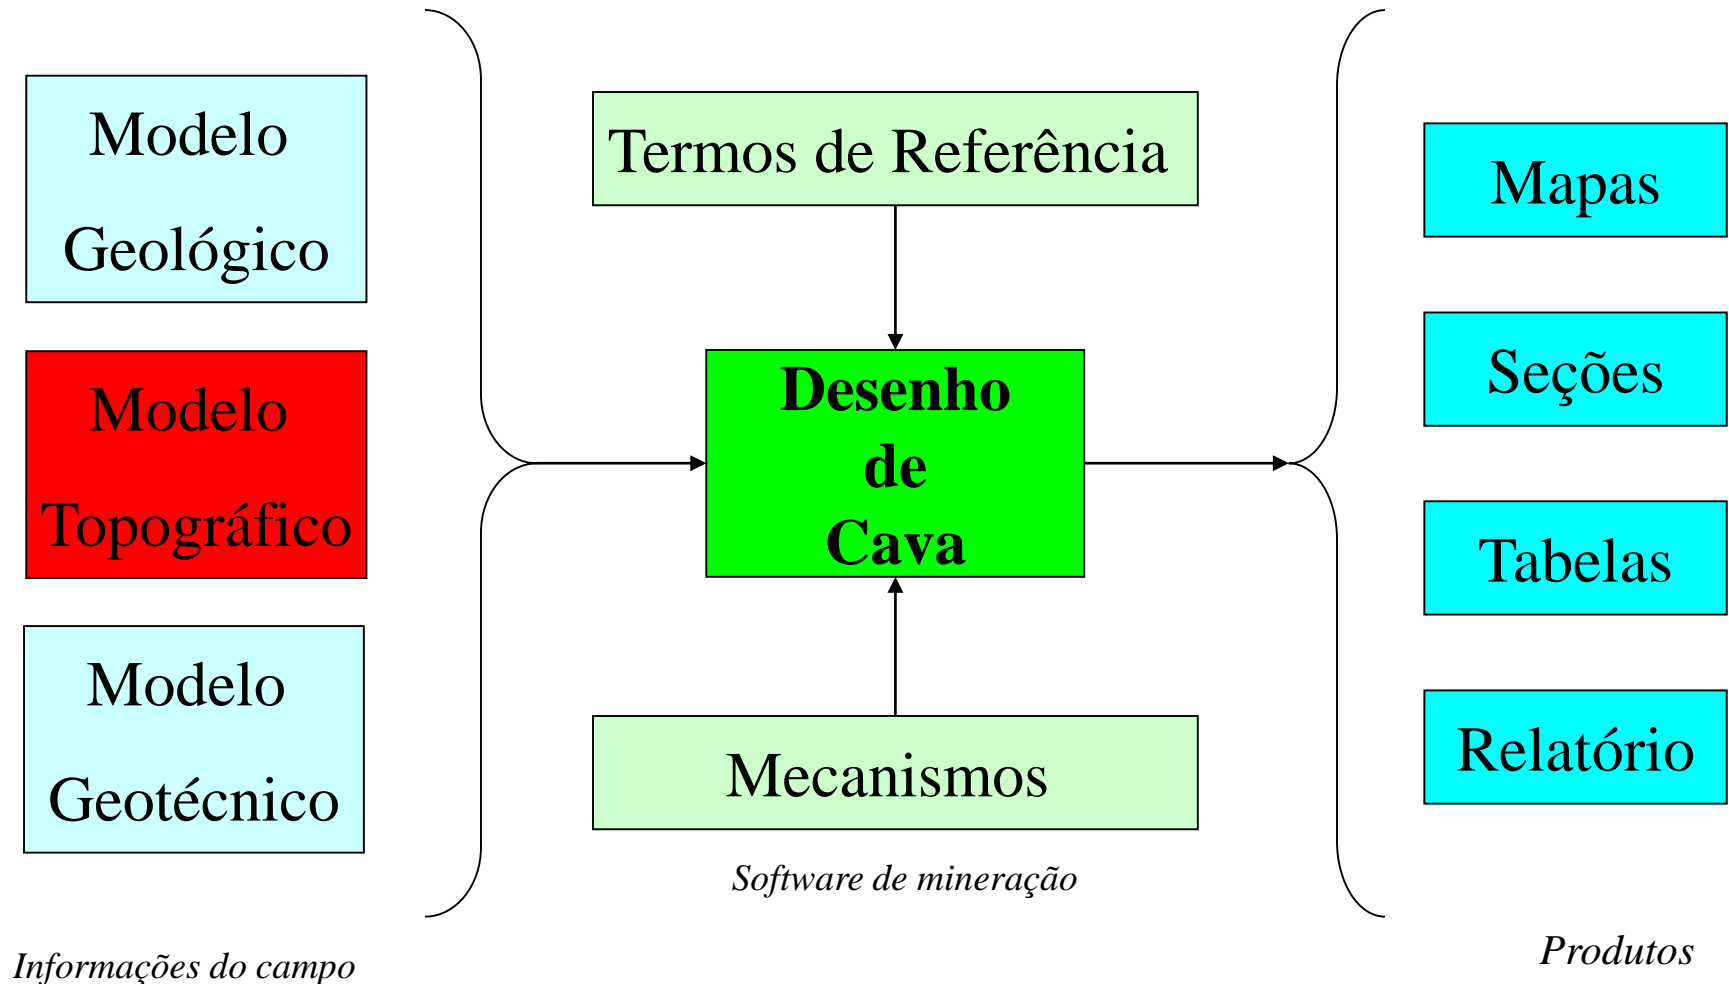 Modelo
Geológico
Modelo
Topográfico
Modelo
Geotécnico
Informações do campo
Termos de Referência
Desenho
de
Cava
Mecanismos
Software de mineração
Mapas
Seções
Tabelas
Relatório
Produtos